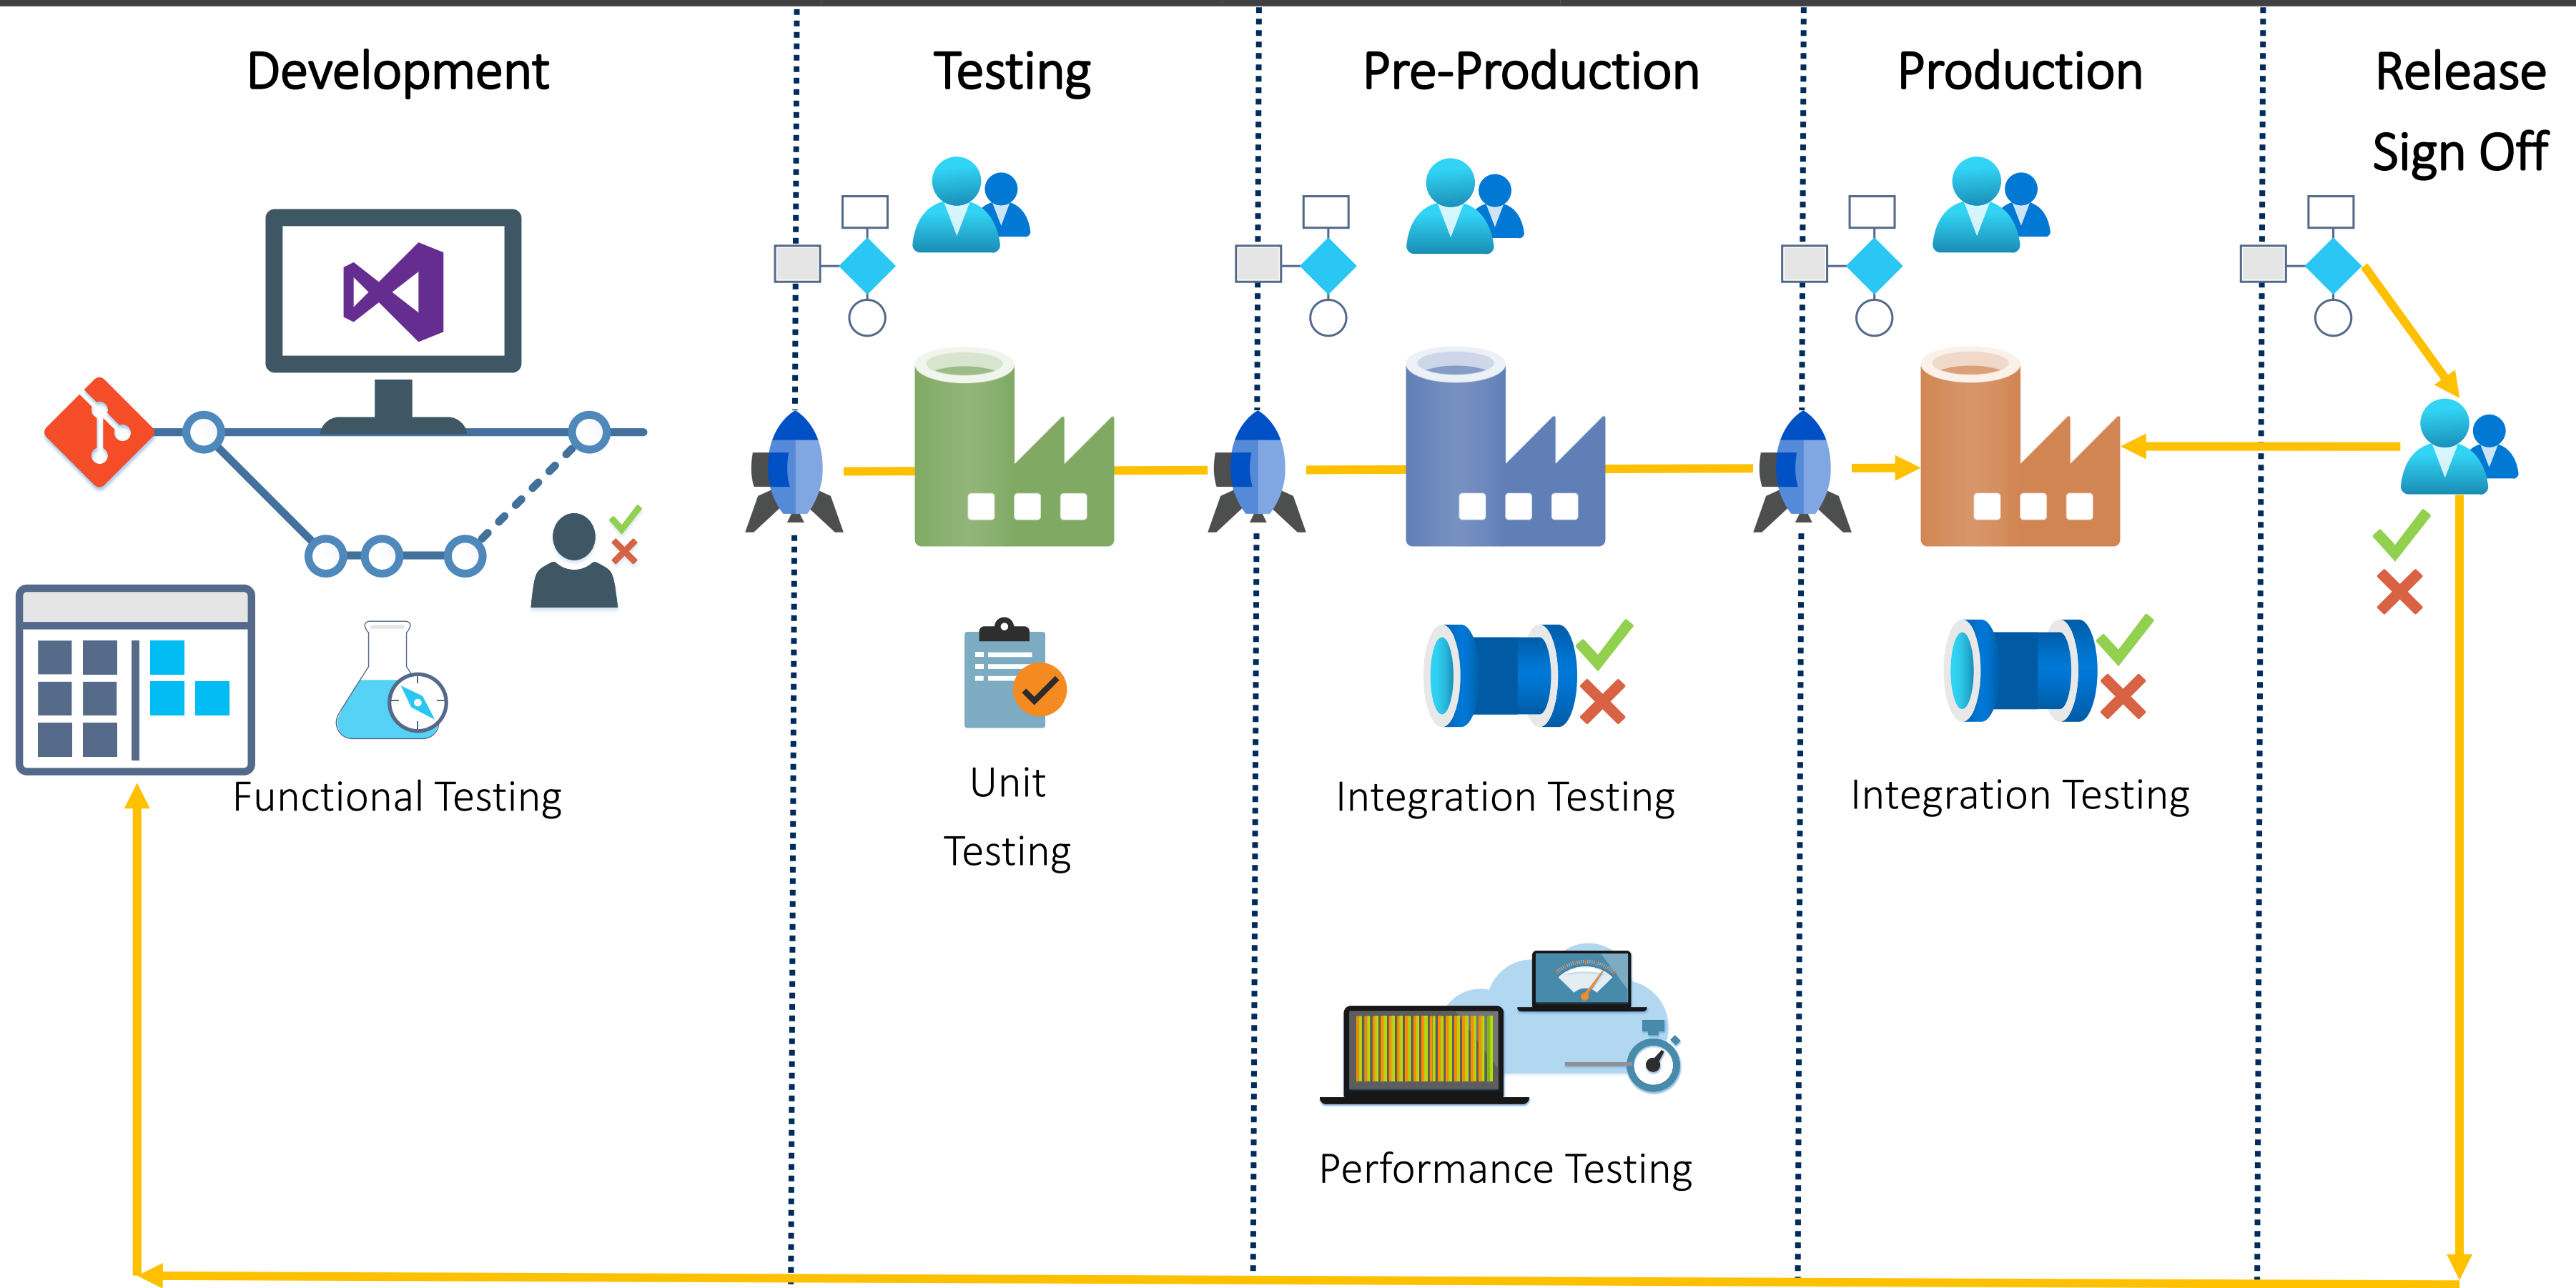 Development
Testing
Pre-Production
Production
Release
Sign Off
Functional Testing
Unit
Testing
Integration Testing
Integration Testing
Performance Testing